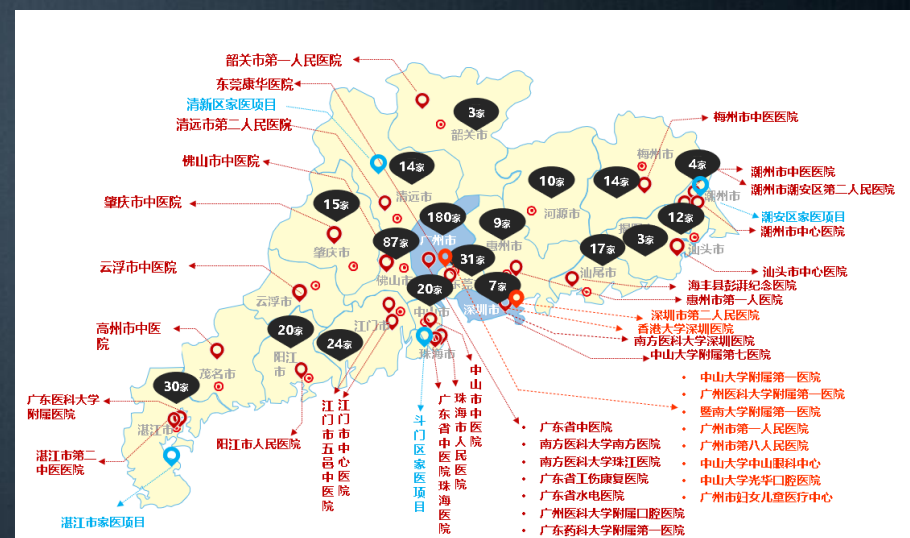 韶关市第一人民医院
东莞康华医院
清新区家医项目
清远市第二人民医院
佛山市中医院
肇庆市中医院
云浮市中医院
高州市中医
院
广东医科大学
附属医院
湛江市第二
中医医院
湛江市家医项目
3家
韶关市
14家
清远市
15家
肇庆市
180家
广州市
87家
佛山市
9家
惠州市
10家
河源市
14家
梅州市
4家
潮州市
12家
汕头市
3家
17家
汕尾市
31家
7家
深圳市
20家
中山市
珠海市
江门市
云浮市
20家
阳江
市
24家
茂名市
30家
湛江市
梅州市中医医院
潮州市中医医院
潮州市潮安区第二人民医院
潮安区家医项目
潮州市中心医院
汕头市中心医院
海丰县彭湃纪念医院
惠州市第一人医院
深圳市第二人民医院
香港大学深圳医院
南方医科大学深圳医院
中山大学附属第七医院
阳江市人民医院
江门市五邑中医院
江门市中心医院
斗门区家医项目
广东省中医院珠海医院
珠海市人民医院
中山市中医院
• 广东省中医院
• 南方医科大学南方医院
• 南方医科大学珠江医院
• 广东省工伤康复医院
• 广东省水电医院
• 广州医科大学附属口腔医院
• 广东药科大学附属第一医院
• 中山大学附属第一医院
• 广州医科大学附属第一医院
• 暨南大学附属第一医院
• 广州市第一人民医院
• 广州市第八人民医院
• 中山大学中山眼科中心
• 中山大学光华口腔医院
• 广州市妇女儿童医疗中心